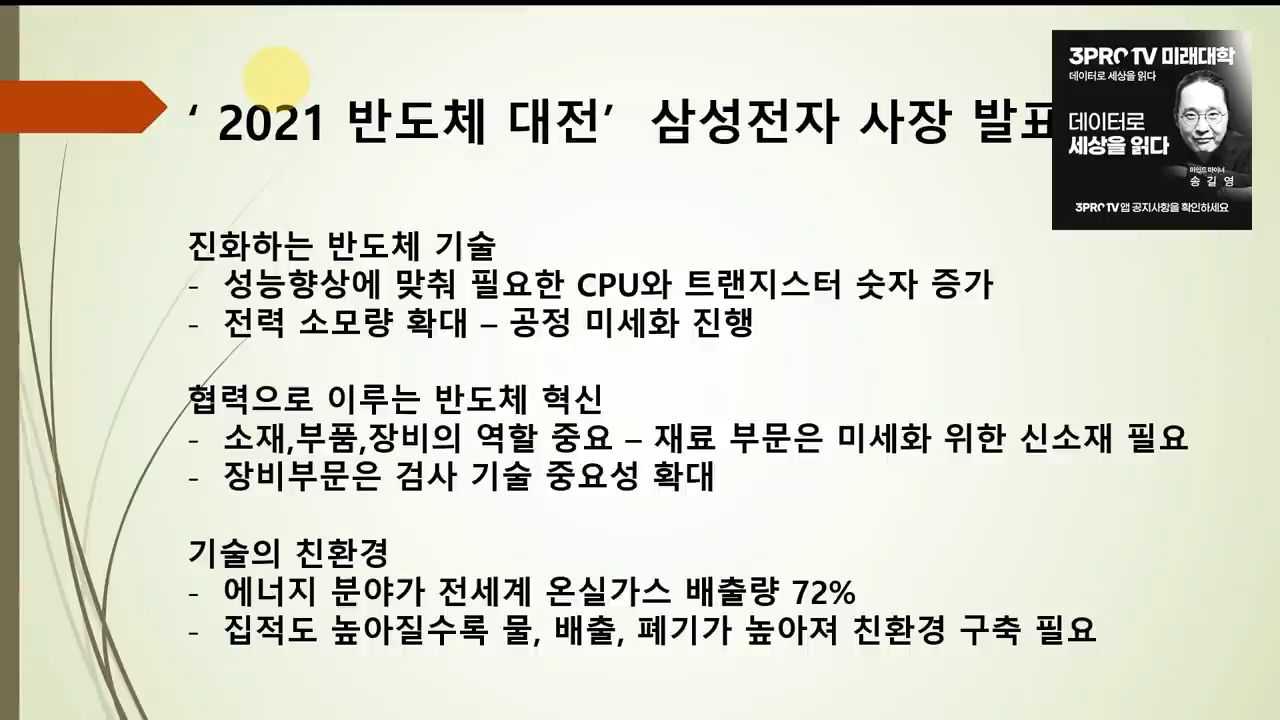 ‘ 2021 반도체 대전’ 삼성전자 사장 발표
3PRO TV 미래대학
데이터로 세상을 읽다
데이터로
세상을 읽다
마인드 마이너
송 길 영
3PRO TV 앱 공지사항을 확인하세요
진화하는 반도체 기술
- 성능향상에 맞춰 필요한 CPU와 트랜지스터 숫자 증가
- 전력 소모량 확대 – 공정 미세화 진행
협력으로 이루는 반도체 혁신
- 소재,부품,장비의 역할 중요 – 재료 부문은 미세화 위한 신소재 필요
- 장비부문은 검사 기술 중요성 확대
기술의 친환경
- 에너지 분야가 전세계 온실가스 배출량 72%
- 집적도 높아질수록 물, 배출, 폐기가 높아져 친환경 구축 필요